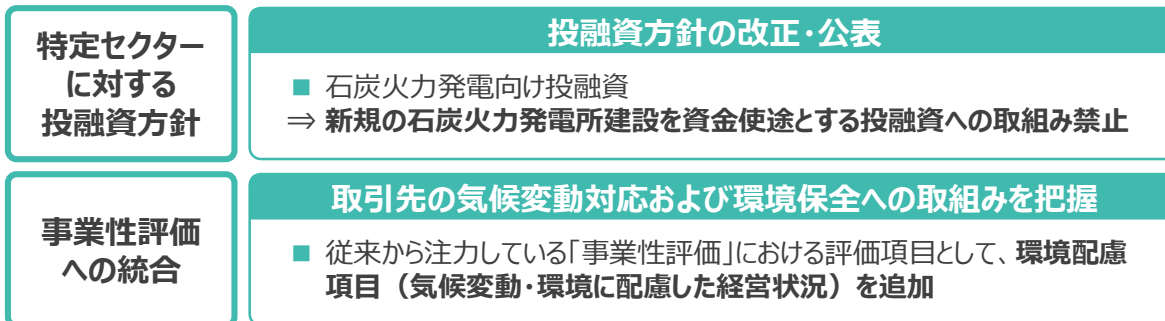 特定セクター
に対する
投融資方針
投融資方針の改正・公表
■ 石炭火力発電向け投融資
⇒ 新規の石炭火力発電所建設を資金使途とする投融資への取組み禁止
事業性評価
への統合
取引先の気候変動対応および環境保全への取組みを把握
■ 従来から注力している「事業性評価」における評価項目として、環境配慮
項目（気候変動・環境に配慮した経営状況）を追加